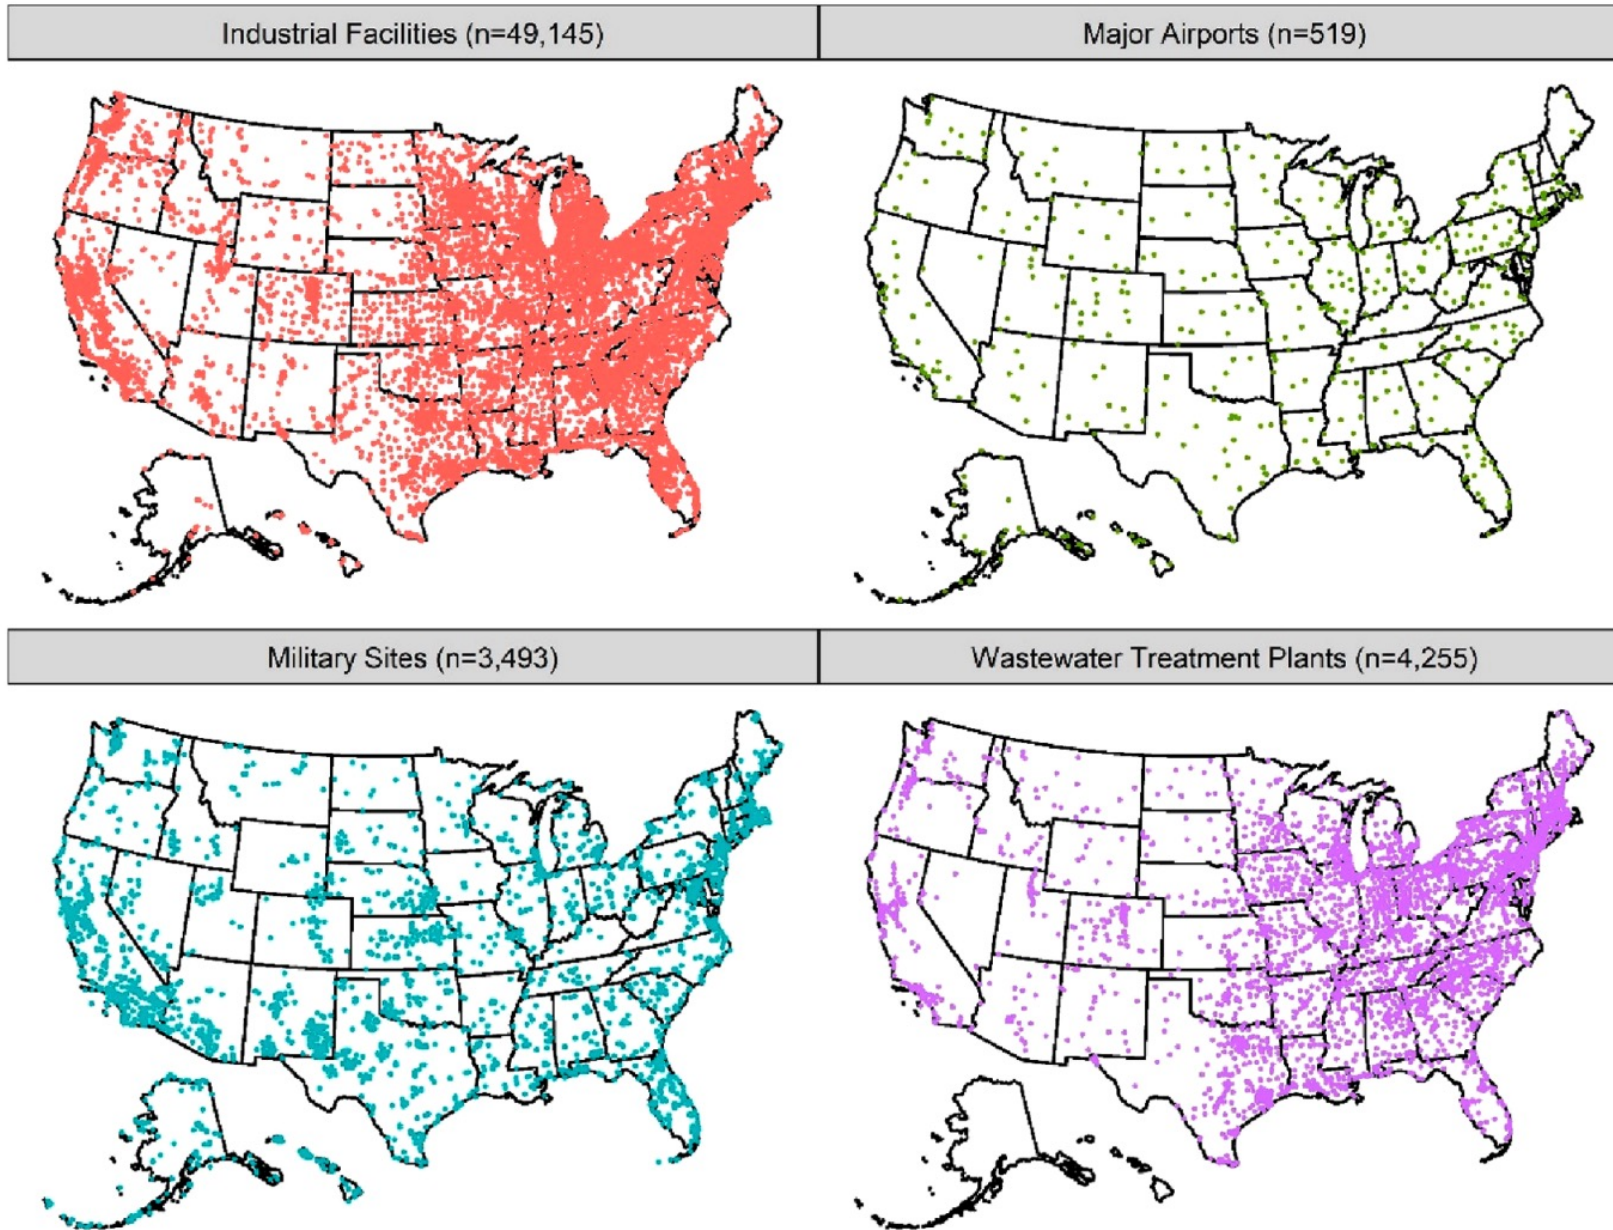 Industrial Facilities (n=49,145)
Major Airports (n=519)
Military Sites (n=3,493)
Wastewater Treatment Plants (n=4,255)